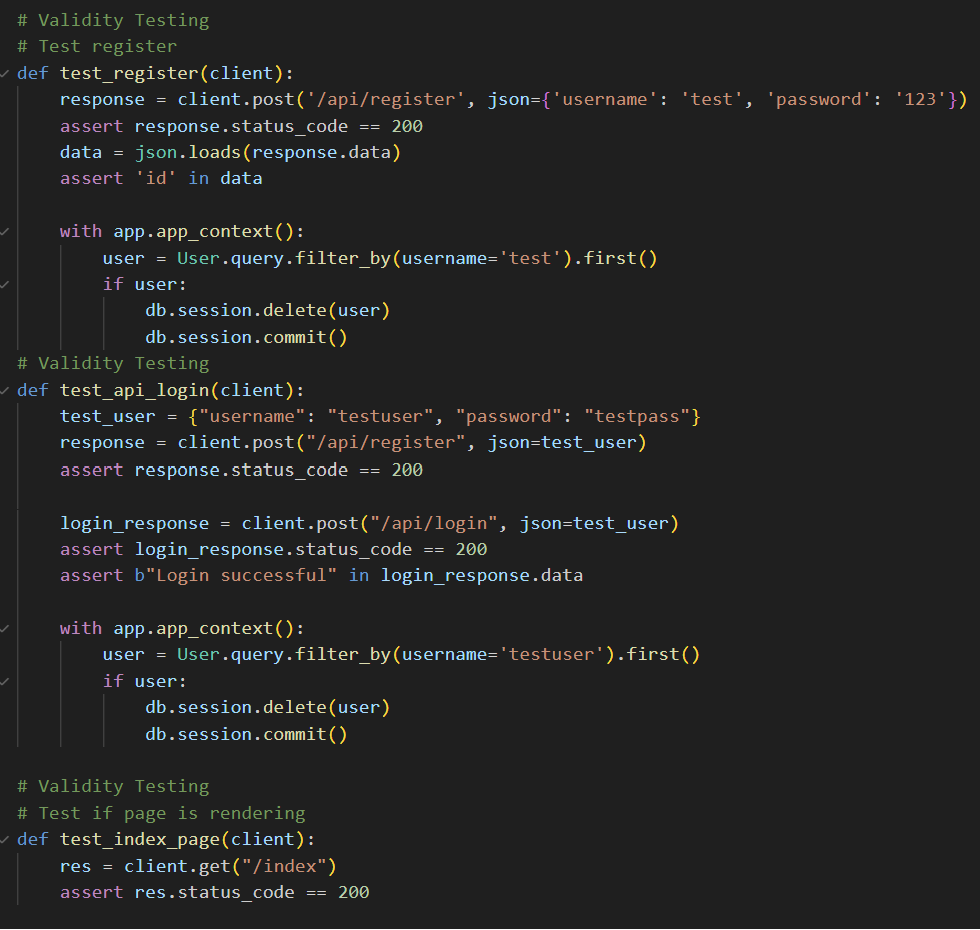 # Validity Testing
# Test register
def test_register(client):
    response = client.post('/api/register', json={'username': 'test', 'password': '123'})
    assert response.status_code == 200
    data = json.loads(response.data)
    assert 'id' in data

    with app.app_context():
        user = User.query.filter_by(username='test').first()
        if user:
            db.session.delete(user)
            db.session.commit()
# Validity Testing
def test_api_login(client):
    test_user = {"username": "testuser", "password": "testpass"}
    response = client.post("/api/register", json=test_user)
    assert response.status_code == 200

    login_response = client.post("/api/login", json=test_user)
    assert login_response.status_code == 200
    assert b"Login successful" in login_response.data

    with app.app_context():
        user = User.query.filter_by(username='testuser').first()
        if user:
            db.session.delete(user)
            db.session.commit()

# Validity Testing
# Test if page is rendering
def test_index_page(client):
    res = client.get("/index")
    assert res.status_code == 200